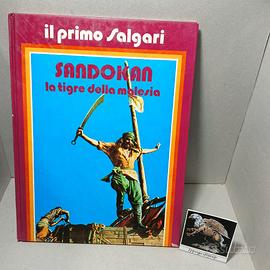 il primo Salgari
SANDOKAN
la tigre della malesia